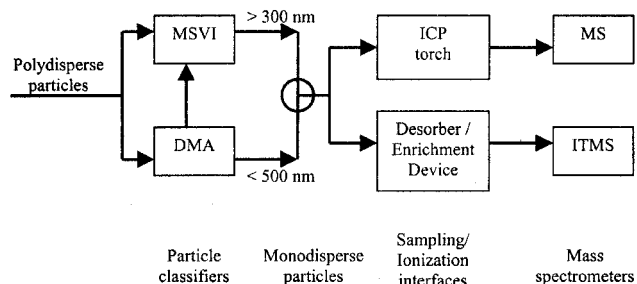 > 300 nm
MSVI
ICP
torch
MS
Polydisperse
particles
DMA
Desorber /
Enrichment
Device
ITMS
< 500 nm
Particle
classifiers
Monodisperse
particles
Sampling/
Ionization
interfaces
Mass
spectrometers